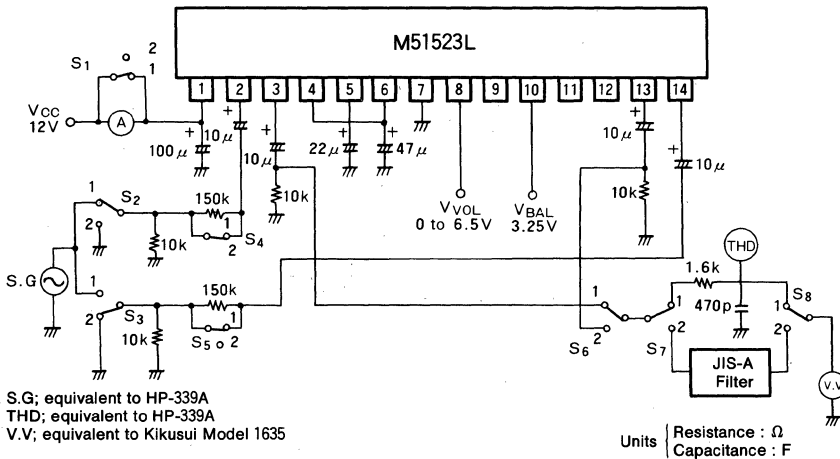 M51523L
1 2 3 4 5 6 7 8 9 10 11 12 13 14
S1
2
1
VCC
12V
A
+
100μ
+
10μ
+
10μ
10k
+
22μ
+
47μ
VVOL
0 to 6.5V
VBAL
3.25V
10μ
+
10k
+
10μ
1
2
S2
10k
150k
1
2
S4
S.G
1
2
S3
10k
150k
1
2
S5
1
2
S6
1
2
S7
1.6k
THD
470p
S8
1
2
JIS-A
Filter
V.V
S.G; equivalent to HP-339A
THD; equivalent to HP-339A
V.V; equivalent to Kikusui Model 1635
Units
Resistance : Ω
Capacitance : F